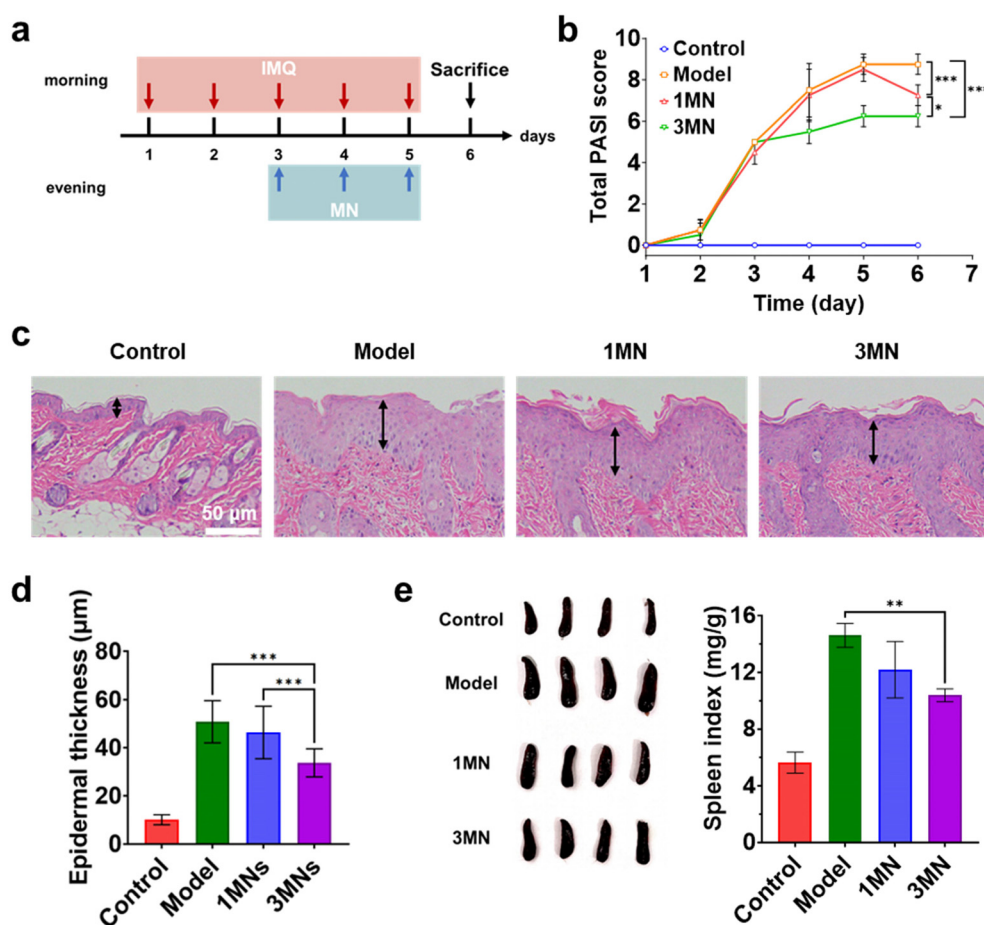 a
morning
IMQ
Sacrifice
days
1 2 3 4 5 6
evening
MN
b
Total PASI score
10
8
6
4
2
0
Control
Model
1MN
3MN
***
*
1 2 3 4 5 6 7
Time (day)
c
Control Model 1MN 3MN
50 μm
d
Epidermal thickness (μm)
80
60
40
20
0
***
***
Control Model 1MNs 3MNs
e
Control
Model
1MN
3MN
Spleen index (mg/g)
16
12
8
4
0
**
Control Model 1MN 3MN